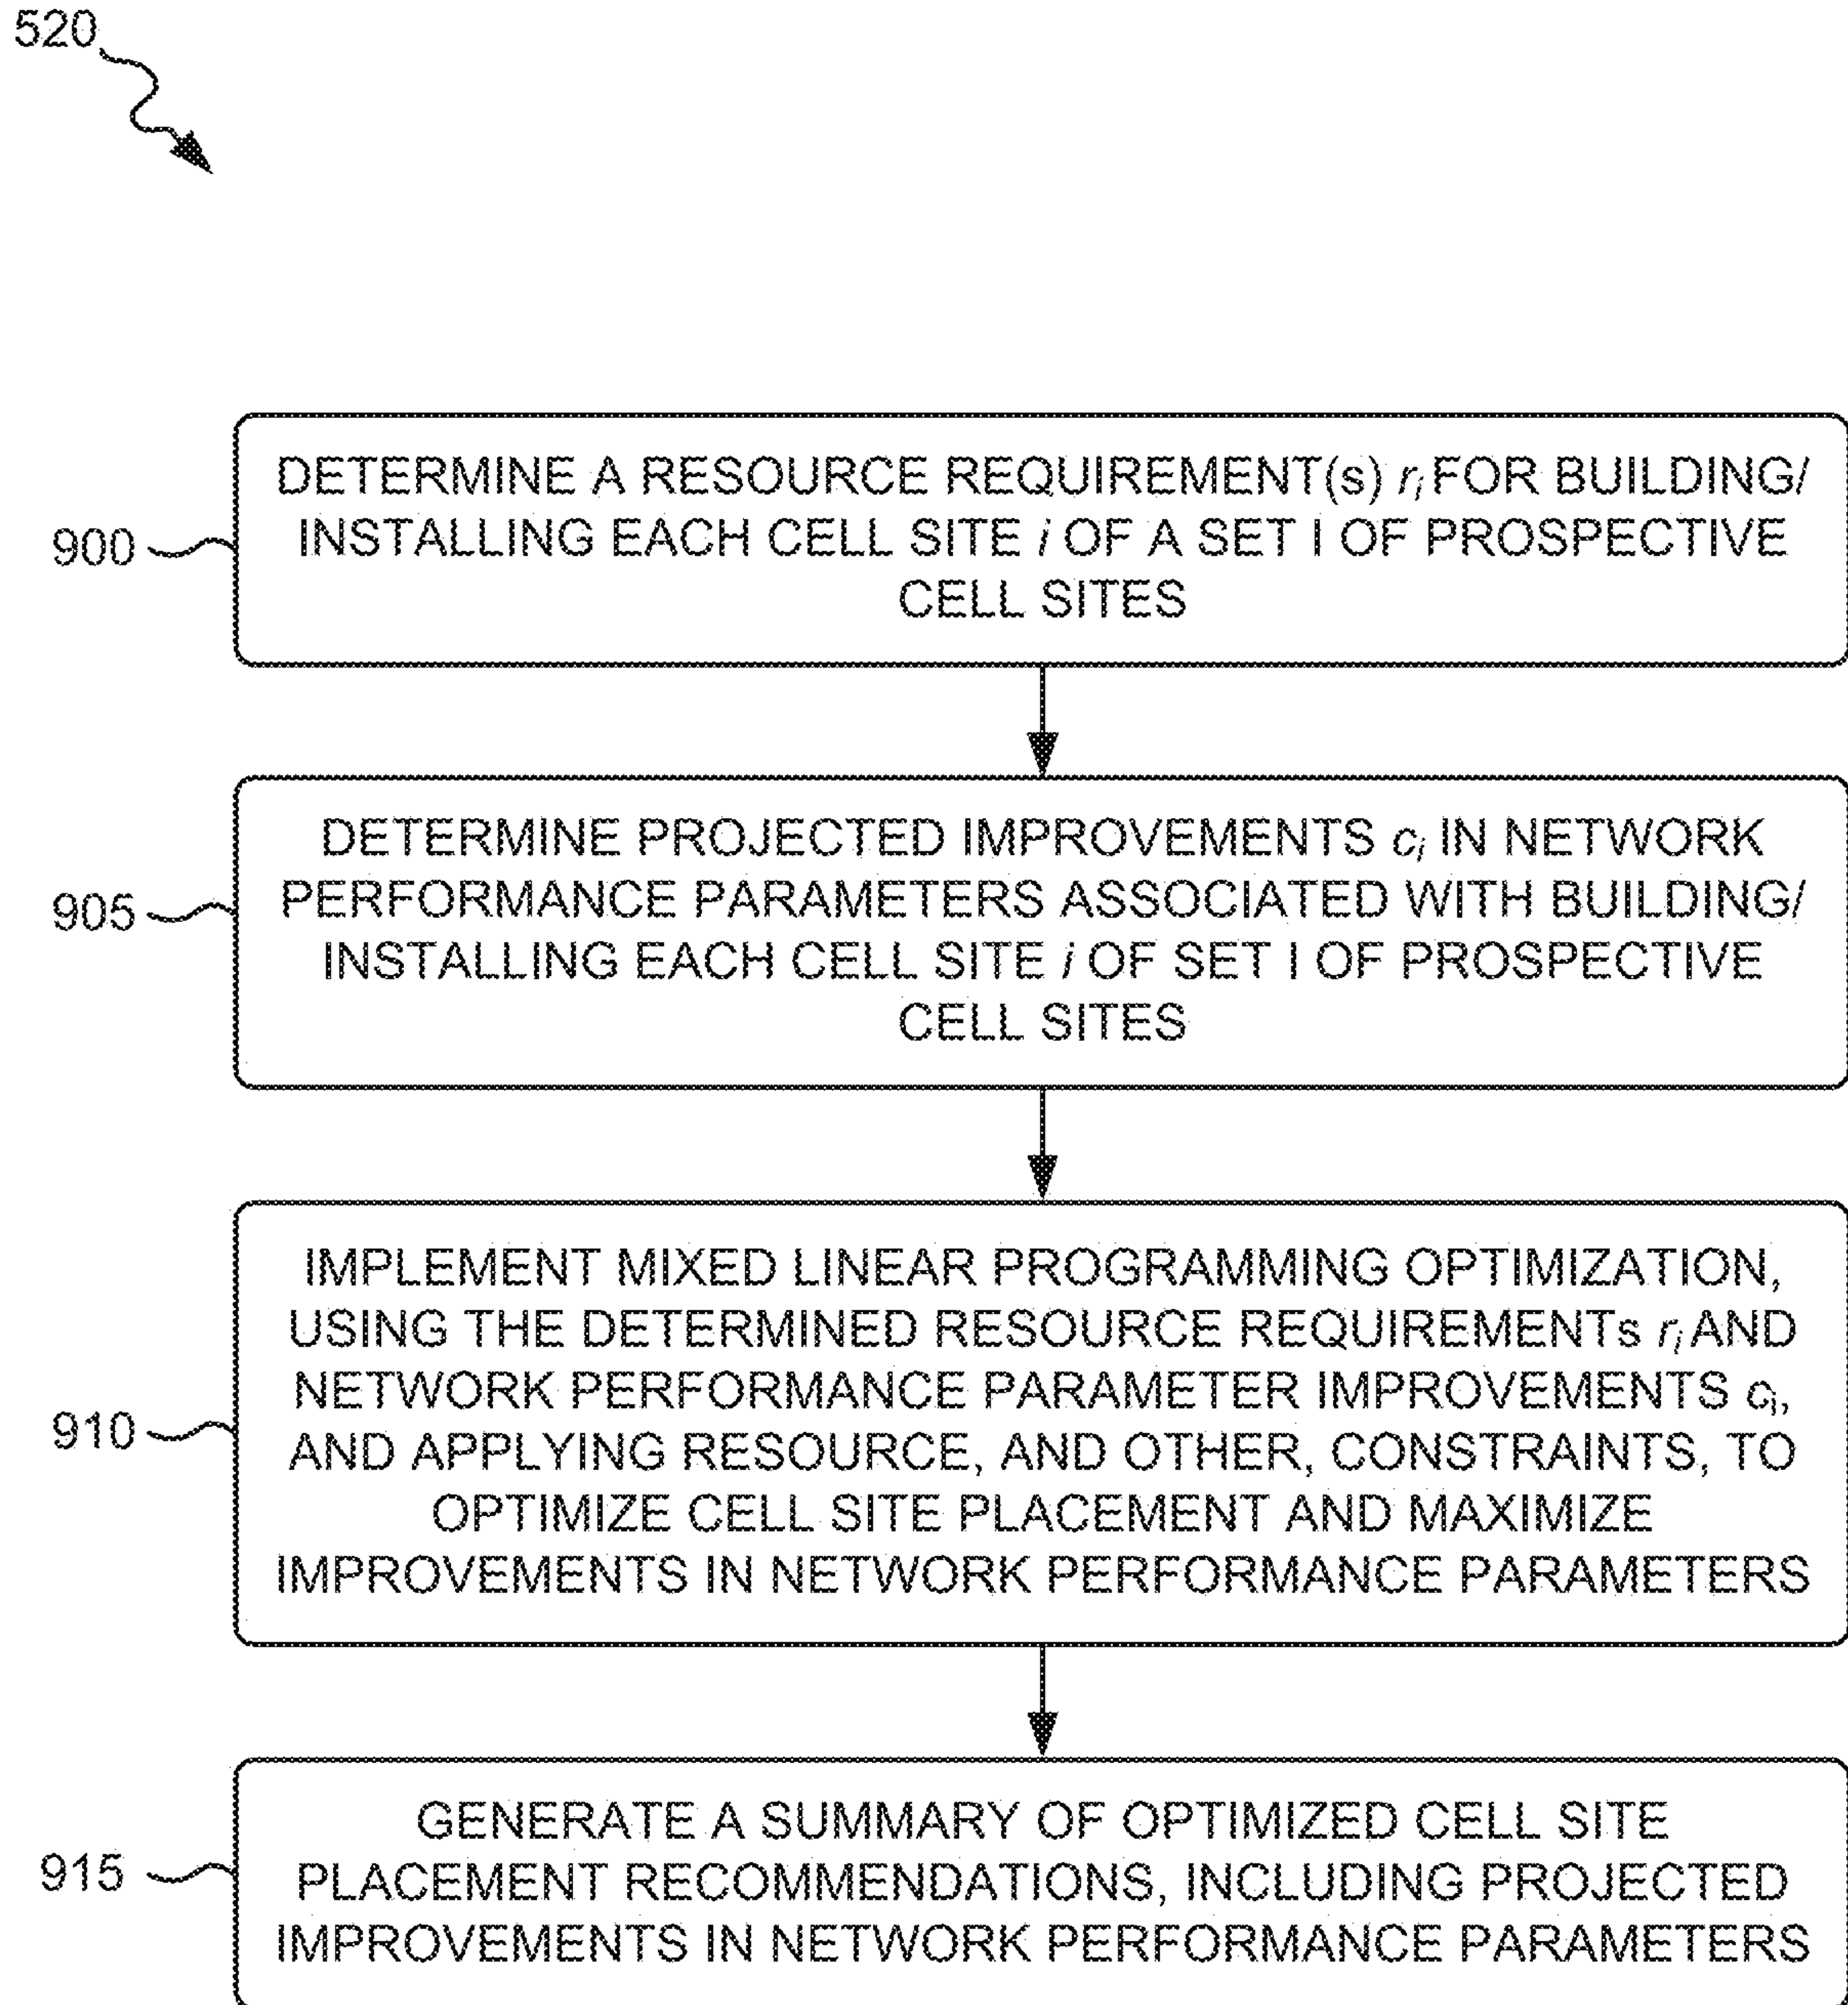 520
900
DETERMINE A RESOURCE REQUIREMENT(s) ri FOR BUILDING/
INSTALLING EACH CELL SITE i OF A SET I OF PROSPECTIVE
CELL SITES
905
DETERMINE PROJECTED IMPROVEMENTS ci IN NETWORK
PERFORMANCE PARAMETERS ASSOCIATED WITH BUILDING/
INSTALLING EACH CELL SITE i OF SET I OF PROSPECTIVE
CELL SITES
910
IMPLEMENT MIXED LINEAR PROGRAMMING OPTIMIZATION,
USING THE DETERMINED RESOURCE REQUIREMENTs ri AND
NETWORK PERFORMANCE PARAMETER IMPROVEMENTS ci,
AND APPLYING RESOURCE, AND OTHER, CONSTRAINTS, TO
OPTIMIZE CELL SITE PLACEMENT AND MAXIMIZE
IMPROVEMENTS IN NETWORK PERFORMANCE PARAMETERS
915
GENERATE A SUMMARY OF OPTIMIZED CELL SITE
PLACEMENT RECOMMENDATIONS, INCLUDING PROJECTED
IMPROVEMENTS IN NETWORK PERFORMANCE PARAMETERS